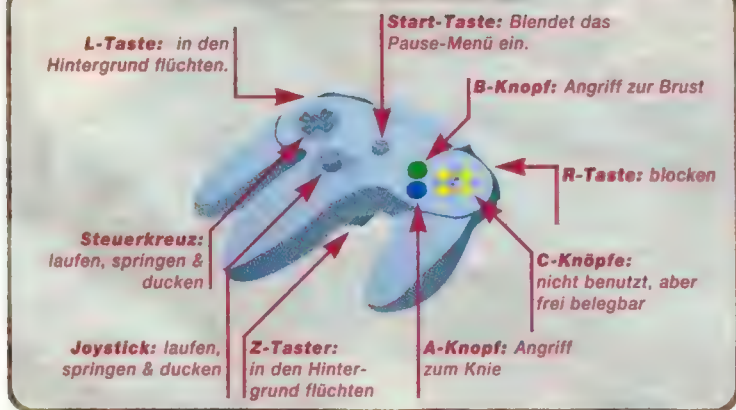 Start-Taste: Blendet das
Pause-Menü ein.
L-Taste: in den
Hintergrund flüchten.
B-Knopf: Angriff zur Brust
R-Taste: blocken
Steuerkreuz:
laufen, springen &
ducken
C-Knöpfe:
nicht benutzt, aber
frei belegbar
Joystick: laufen,
springen & ducken
Z-Taster:
in den Hinter-
grund flüchten
A-Knopf: Angriff
zum Knie